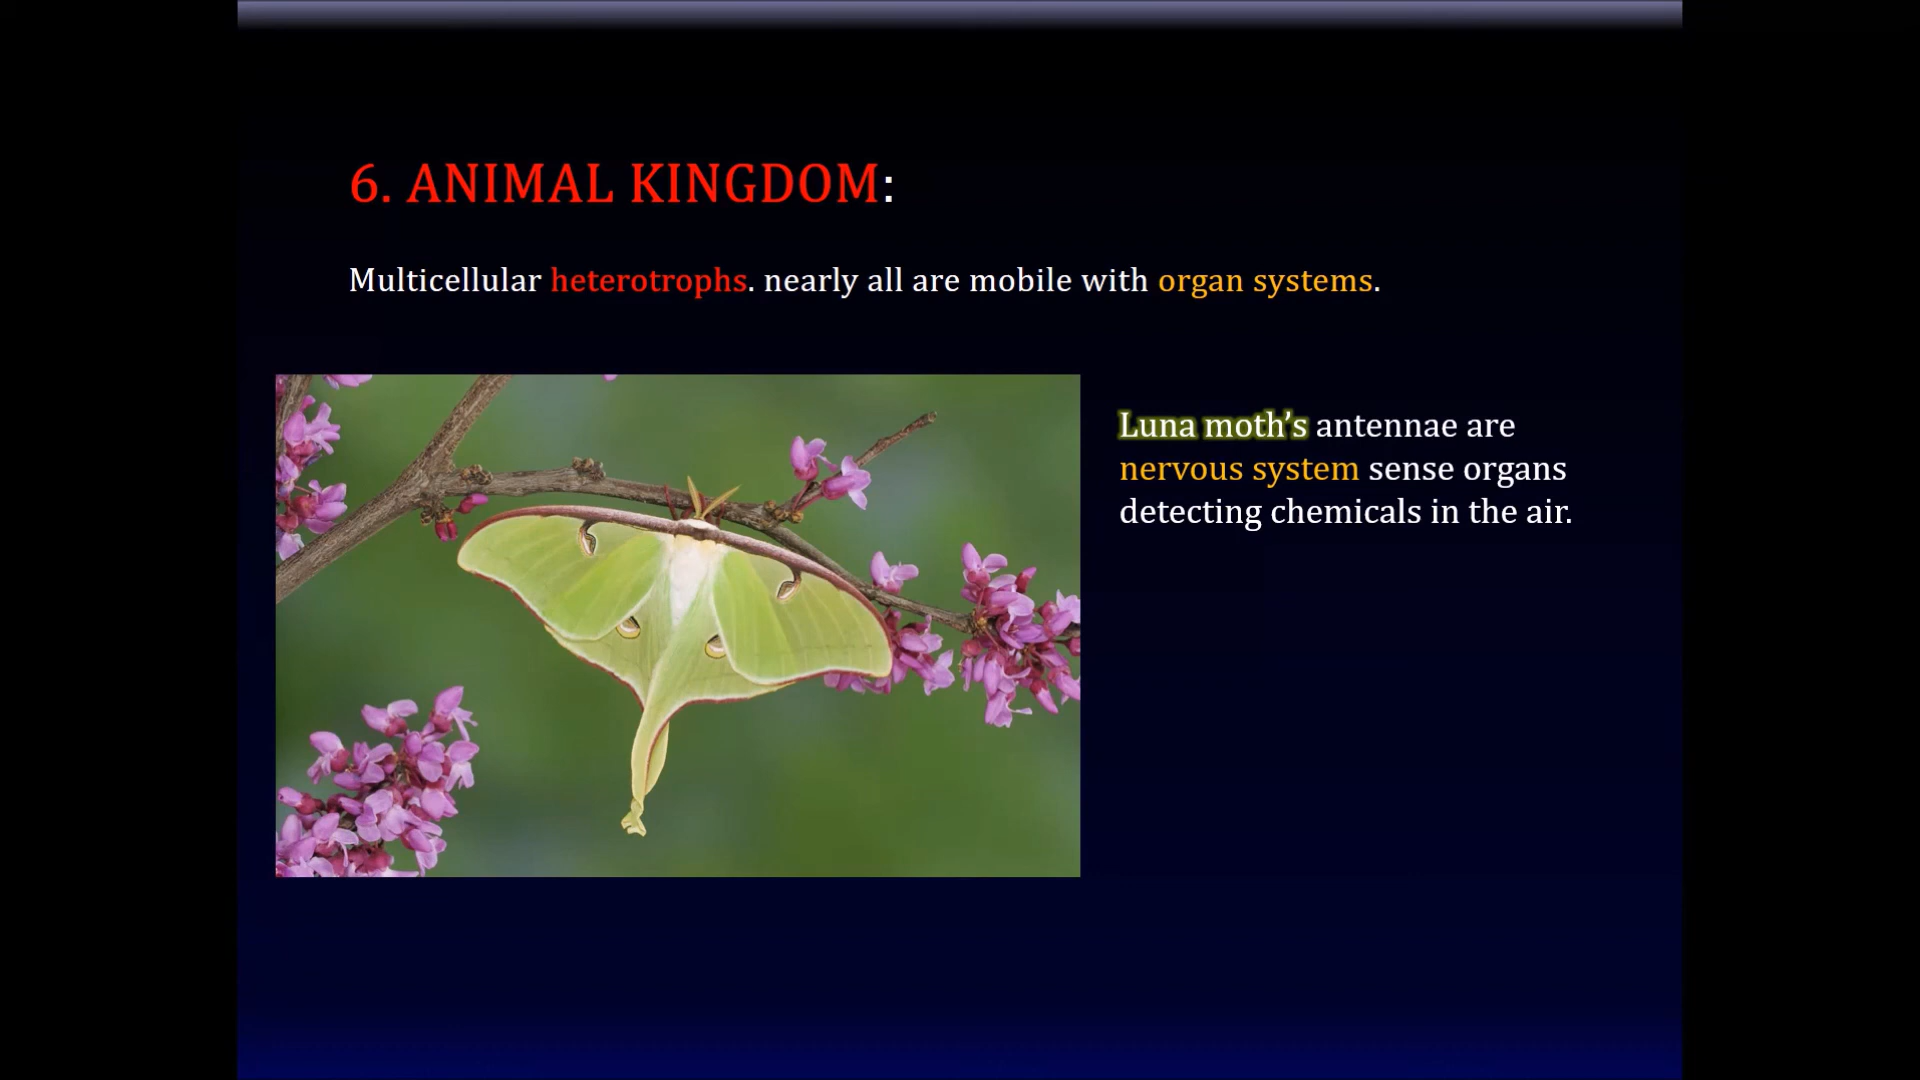 6. ANIMAL KINGDOM:
Multicellular heterotrophs. nearly all are mobile with organ systems.
Luna moth’s antennae are
nervous system sense organs
detecting chemicals in the air.